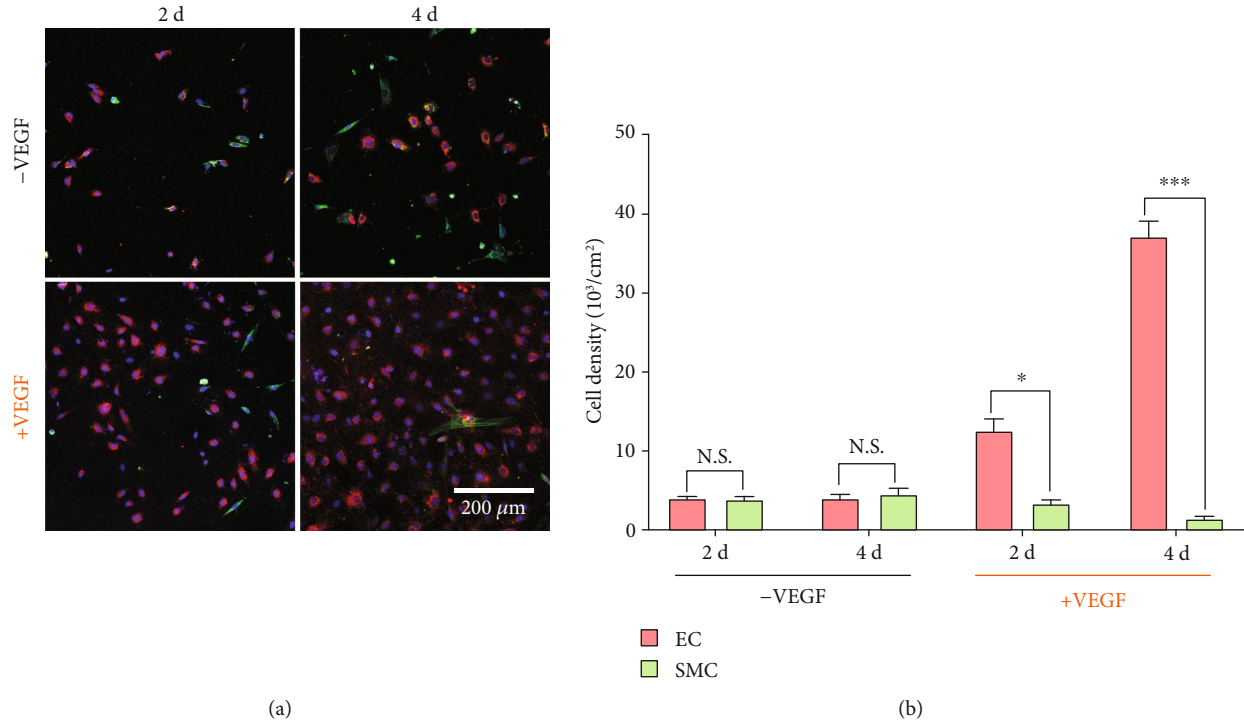 2 d 4 d
−VEGF
+VEGF
200 μm
(a)
Cell density (10³/cm²)
50
40
30
20
10
0
N.S.
N.S.
*
***
2 d 4 d 2 d 4 d
−VEGF +VEGF
EC
SMC
(b)